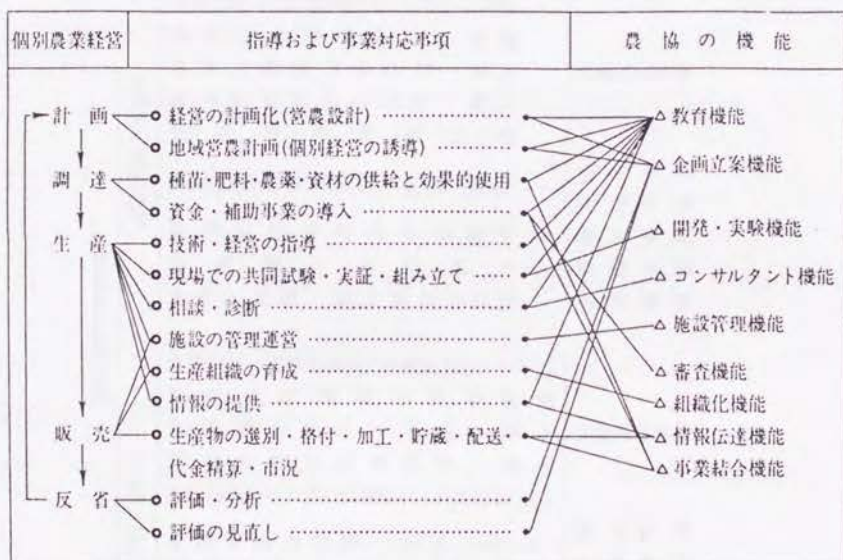 個別農業経営 指導および事業対応事項 農協の機能
計画 経営の計画化(営農設計) △教育機能
地域営農計画(個別経営の誘導) △企画立案機能
調達 種苗・肥料・農薬・資材の供給と効果的使用
資金・補助事業の導入
生産 技術・経営の指導 △開発・実験機能
現場での共同試験・実証・組み立て △コンサルタント機能
相談・診断
施設の管理運営 △施設管理機能
生産組織の育成 △審査機能
情報の提供 △組織化機能
販売 生産物の選別・格付・加工・貯蔵・配送・ △情報伝達機能
代金精算・市況 △事業結合機能
反省 評価・分析
評価の見直し